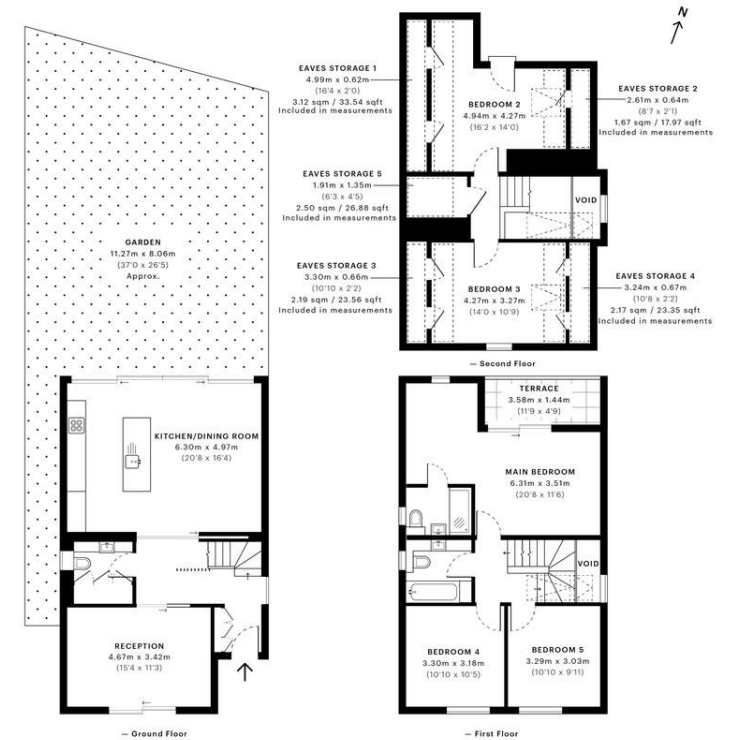 N
EAVES STORAGE 1
4.99m x 0.62m
(16'4 x 2'0)
3.12 sqm / 33.54 sqft
Included in measurements
BEDROOM 2
4.94m x 4.27m
(16'2 x 14'0)
EAVES STORAGE 2
2.61m x 0.64m
(8'7 x 2'1)
1.67 sqm / 17.97 sqft
Included in measurements
EAVES STORAGE 5
1.91m x 1.35m
(6'3 x 4'5)
2.50 sqm / 26.88 sqft
Included in measurements
VOID
GARDEN
11.27m x 8.06m
(37'0 x 26'5)
Approx.
EAVES STORAGE 3
3.30m x 0.66m
(10'10 x 2'2)
2.19 sqm / 23.56 sqft
Included in measurements
BEDROOM 3
4.27m x 3.27m
(14'0 x 10'9)
EAVES STORAGE 4
3.24m x 0.67m
(10'8 x 2'2)
2.17 sqm / 23.35 sqft
Included in measurements
— Second Floor
TERRACE
3.58m x 1.44m
(11'9 x 4'9)
KITCHEN/DINING ROOM
6.30m x 4.97m
(20'8 x 16'4)
MAIN BEDROOM
6.31m x 3.51m
(20'8 x 11'6)
VOID
RECEPTION
4.67m x 3.42m
(15'4 x 11'3)
BEDROOM 4
3.30m x 3.18m
(10'10 x 10'5)
BEDROOM 5
3.29m x 3.03m
(10'10 x 9'11)
— Ground Floor
— First Floor